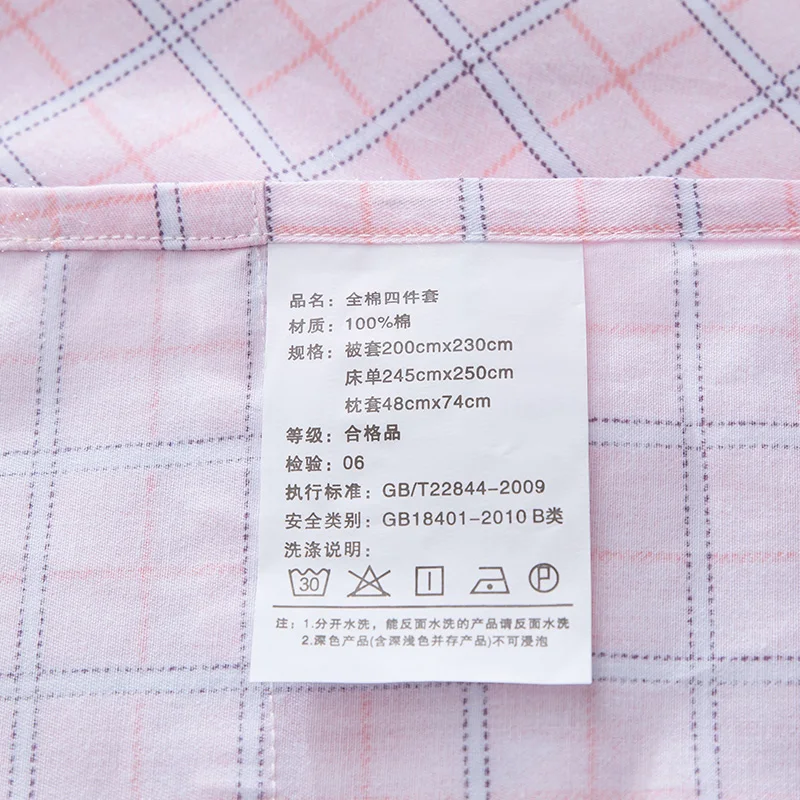 品名：全棉四件套
材质：100%棉
规格：被套200cmx230cm
床单245cmx250cm
枕套48cmx74cm
等级：合格品
检验：06
执行标准：GB/T22844-2009
安全类别：GB18401-2010 B类
洗涤说明：
30 P
注：1.分开水洗，能反面水洗的产品请反面水洗
2.深色产品(含深浅色并存产品)不可浸泡